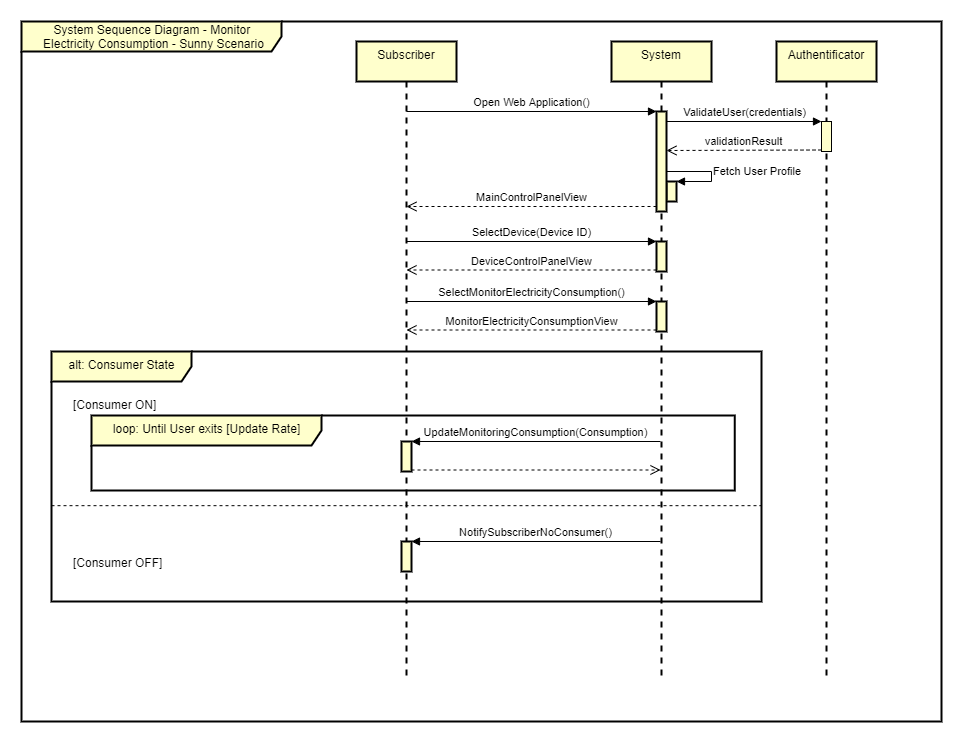 System Sequence Diagram - Monitor
Electricity Consumption - Sunny Scenario
Subscriber
System
Authentificator
Open Web Application()
ValidateUser(credentials)
validationResult
Fetch User Profile
MainControlPanelView
SelectDevice(Device ID)
DeviceControlPanelView
SelectMonitorElectricityConsumption()
MonitorElectricityConsumptionView
alt: Consumer State
[Consumer ON]
loop: Until User exits [Update Rate]
UpdateMonitoringConsumption(Consumption)
NotifySubscriberNoConsumer()
[Consumer OFF]